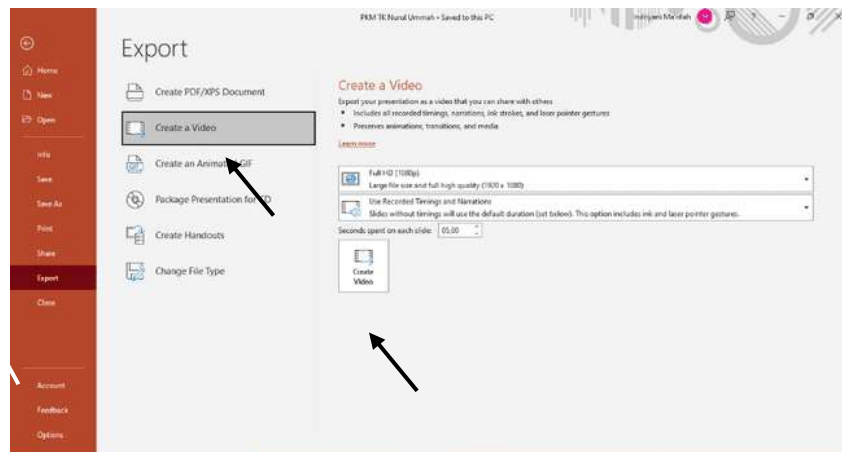 PKM TK Nurul Ummah - Saved to this PC
Home
New
Open
Info
Save
Save As
Print
Share
Export
Close
Account
Feedback
Options
Export
Create PDF/XPS Document
Create a Video
Create an Animated GIF
Package Presentation for CD
Create Handouts
Change File Type
Create a Video
Export your presentation as a video that you can share with others
Includes all recorded timings, narrations, ink strokes, and laser pointer gestures
Preserves animations, transitions, and media
Learn more
Full HD (1080p)
Large file size and full high quality (1920 x 1080)
Use Recorded Timings and Narrations
Slides without timings will use the default duration (set below). This option includes ink and laser pointer gestures.
Seconds spent on each slide: 05,00
Create
Video